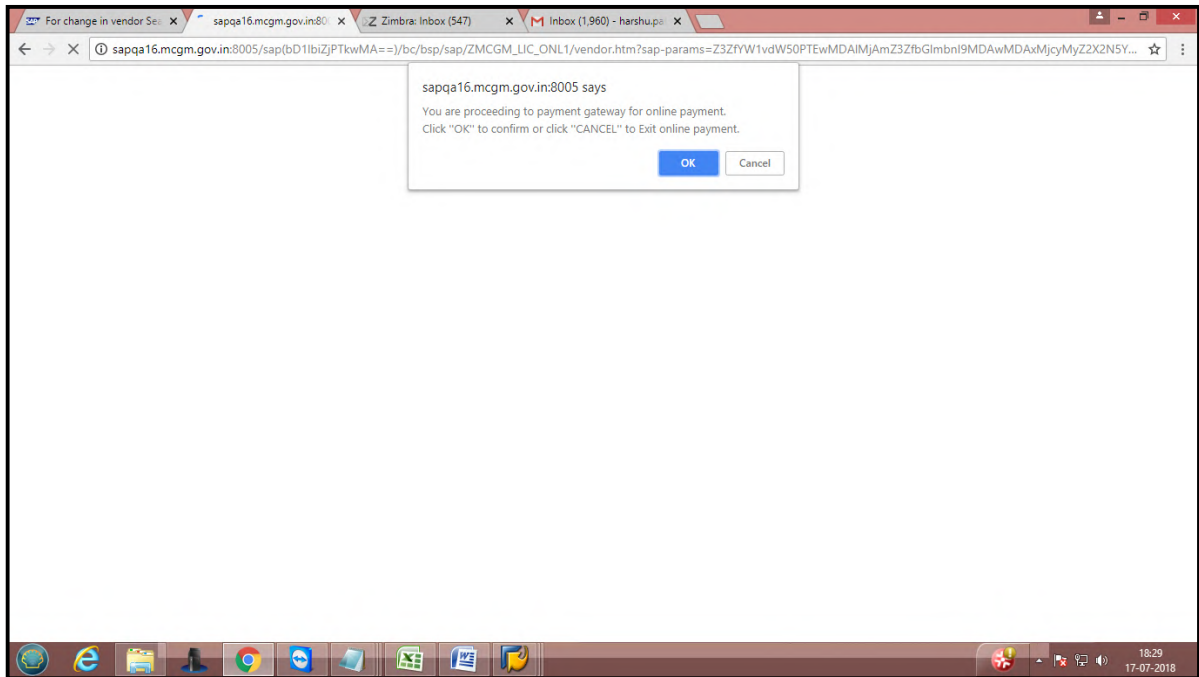 For change in vendor Sea
sapqa16.mcgm.gov.in:80
Zimbra: Inbox (547)
Inbox (1,960) - harshu.pa
sapqa16.mcgm.gov.in:8005/sap(bD1lbiZjPTkwMA==)/bc/bsp/sap/ZMCGM_LIC_ONL1/vendor.htm?sap-params=Z3ZfYW1vdW50PTEwMDAlMjAmZ3ZfbGlmbnI9MDAwMDAxMjcyMyZ2X2N5Y...
sapqa16.mcgm.gov.in:8005 says
You are proceeding to payment gateway for online payment.
Click "OK" to confirm or click "CANCEL" to Exit online payment.
OK
Cancel
18:29
17-07-2018